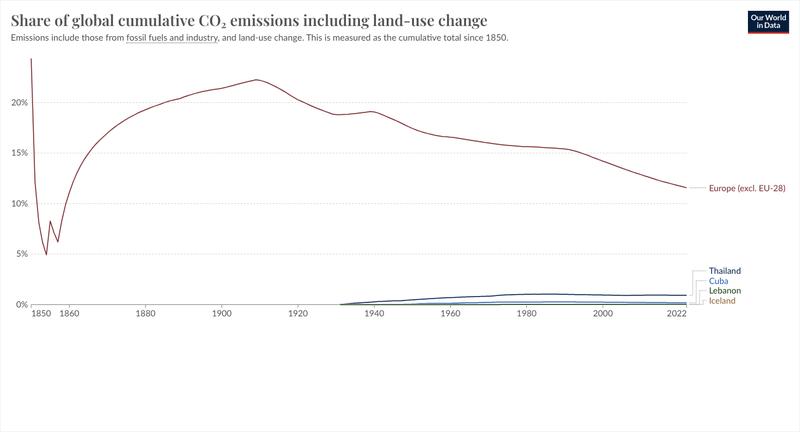 Share of global cumulative CO₂ emissions including land-use change
Our World
in Data
Emissions include those from fossil fuels and industry, and land-use change. This is measured as the cumulative total since 1850.
20%
15%
10%
5%
0%
Europe (excl. EU-28)
Thailand
Cuba
Lebanon
Iceland
1850 1860 1880 1900 1920 1940 1960 1980 2000 2022